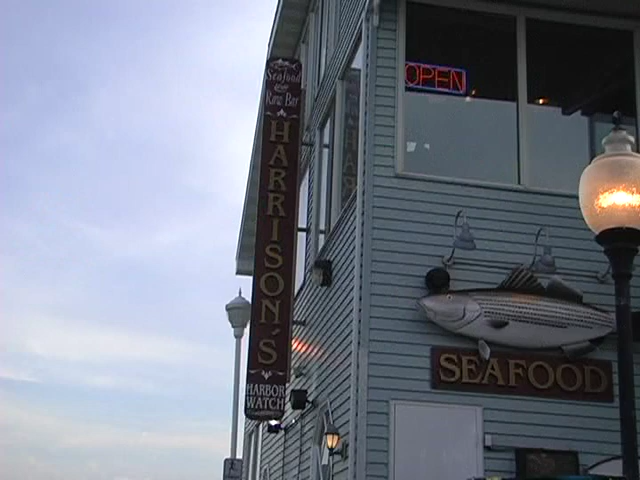 Seafood
&
Raw Bar
HARRISON'S
HARBOR
WATCH
OPEN
SEAFOOD